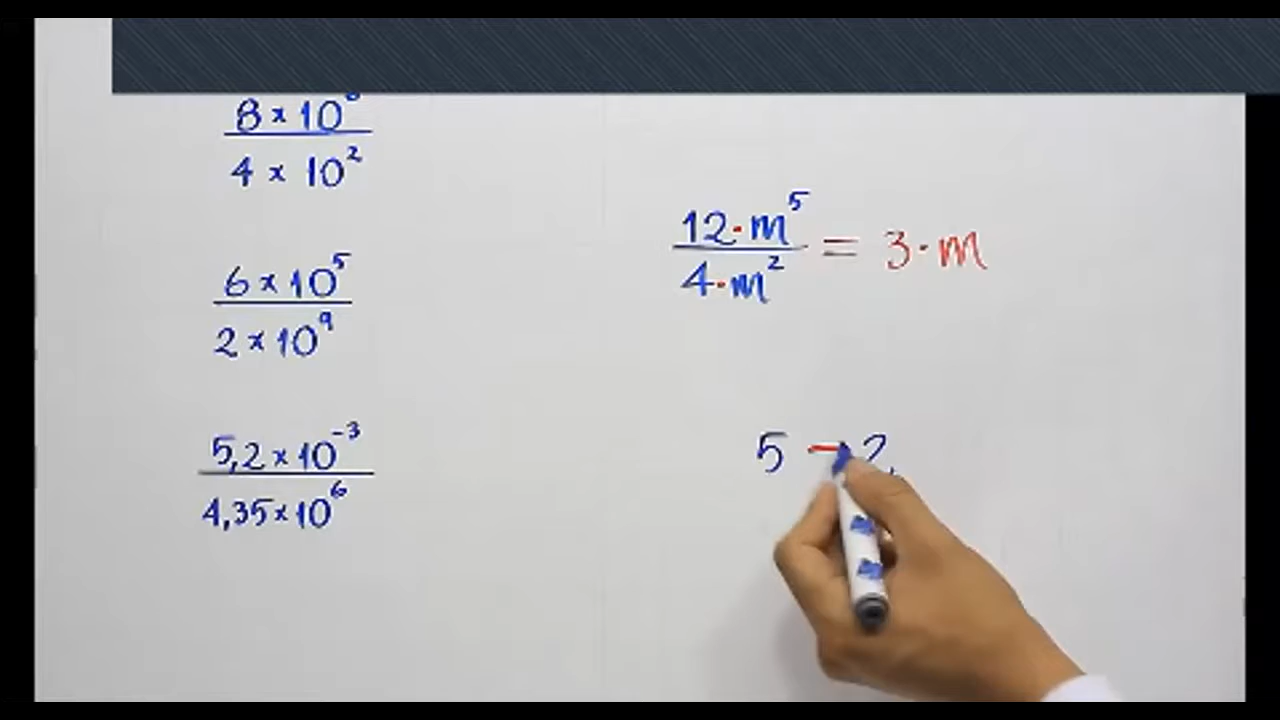 8 × 10
4 × 10²
6 × 10⁵
2 × 10⁹
5,2 × 10⁻³
4,35 × 10⁶
12·m⁵ = 3·m
4·m²
5 − 2